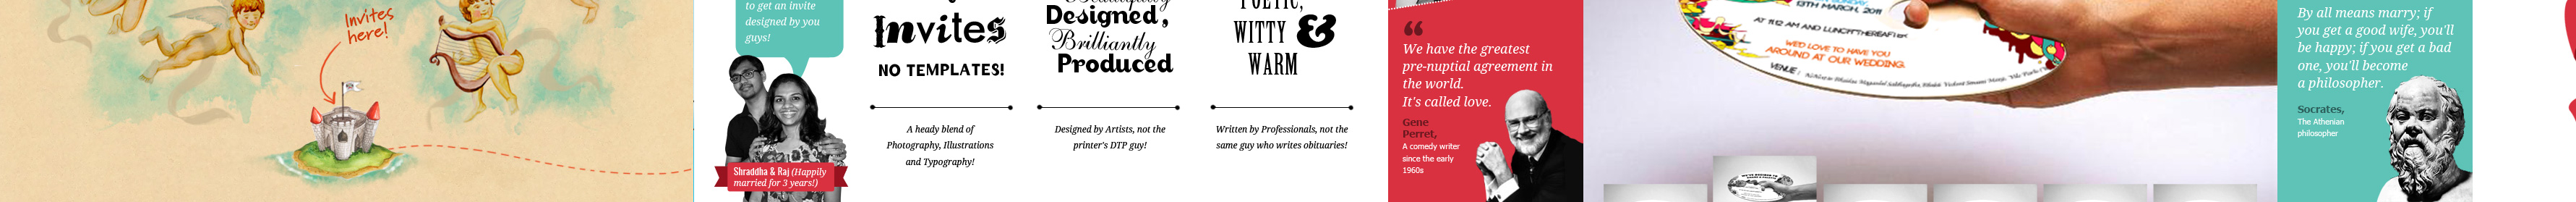 Invites
here!
to get an invite
designed by you
guys!
Shraddha & Raj (Happily
married for 3 years!)
Invites
NO TEMPLATES!
A heady blend of
Photography, Illustrations
and Typography!
Beautifully
Designed,
Brilliantly
Produced
Designed by Artists, not the
printer's DTP guy!
POETIC,
WITTY &
WARM
Written by Professionals, not the
same guy who writes obituaries!
“
We have the greatest
pre-nuptial agreement in
the world.
It's called love.
Gene
Perret,
A comedy writer
since the early
1960s
13TH MARCH, 2011
AT 11:12 AM AND LUNCH THEREAFTER
WE'D LOVE TO HAVE YOU
AROUND AT OUR WEDDING.
VENUE :
By all means marry; if
you get a good wife, you'll
be happy; if you get a bad
one, you'll become
a philosopher.
Socrates,
The Athenian
philosopher